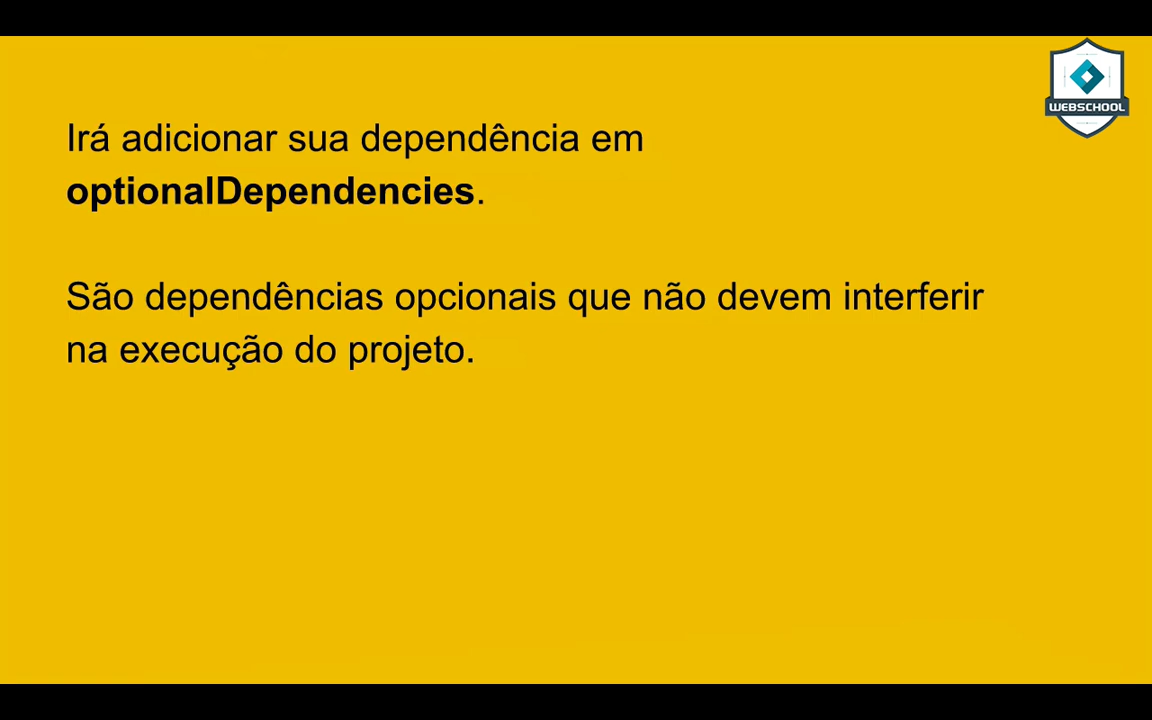 WEBSCHOOL
Irá adicionar sua dependência em
optionalDependencies.
São dependências opcionais que não devem interferir
na execução do projeto.